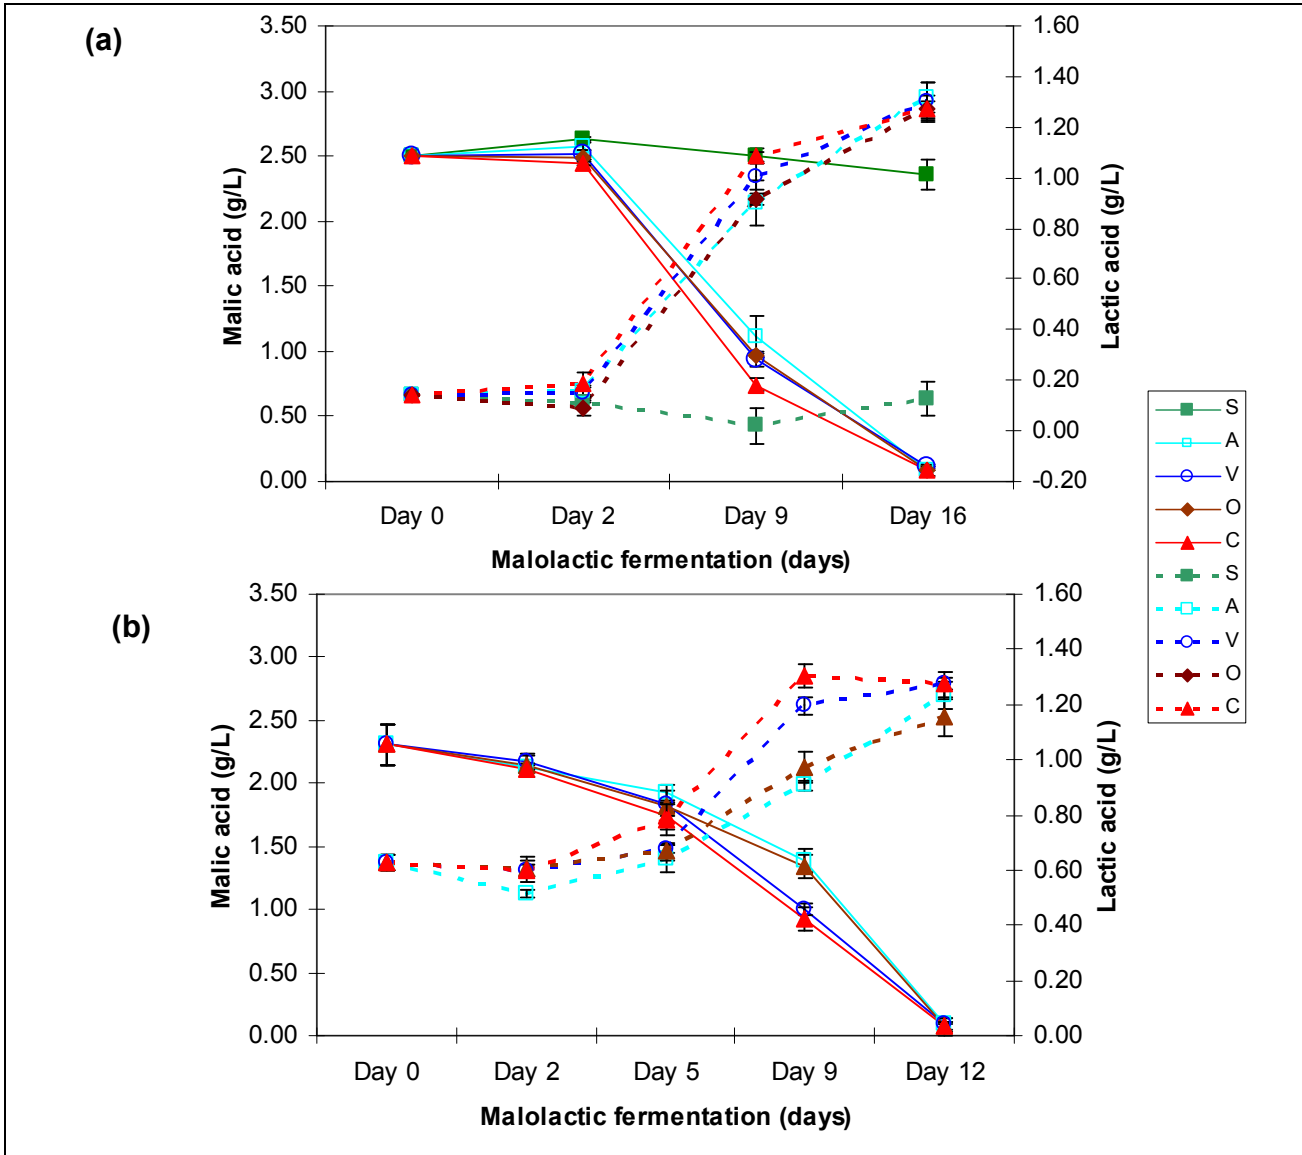 (a)
3.50
3.00
2.50
2.00
1.50
1.00
0.50
0.00
Malic acid (g/L)
1.60
1.40
1.20
1.00
0.80
0.60
0.40
0.20
0.00
-0.20
Lactic acid (g/L)
Day 0 Day 2 Day 9 Day 16
Malolactic fermentation (days)
(b)
3.50
3.00
2.50
2.00
1.50
1.00
0.50
0.00
Malic acid (g/L)
1.60
1.40
1.20
1.00
0.80
0.60
0.40
0.20
0.00
Lactic acid (g/L)
Day 0 Day 2 Day 5 Day 9 Day 12
Malolactic fermentation (days)
S
A
V
O
C
S
A
V
O
C